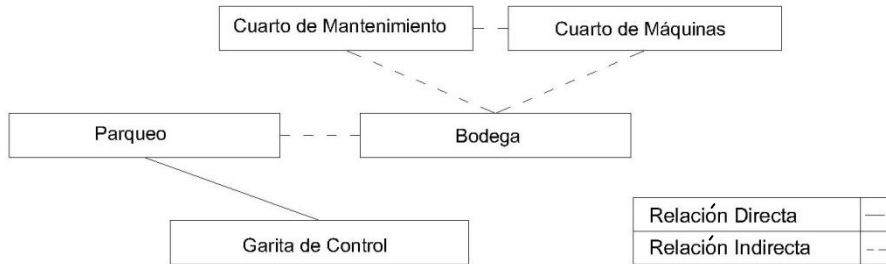 Cuarto de Mantenimiento
Cuarto de Máquinas
Parqueo
Bodega
Garita de Control
Relación Directa
Relación Indirecta